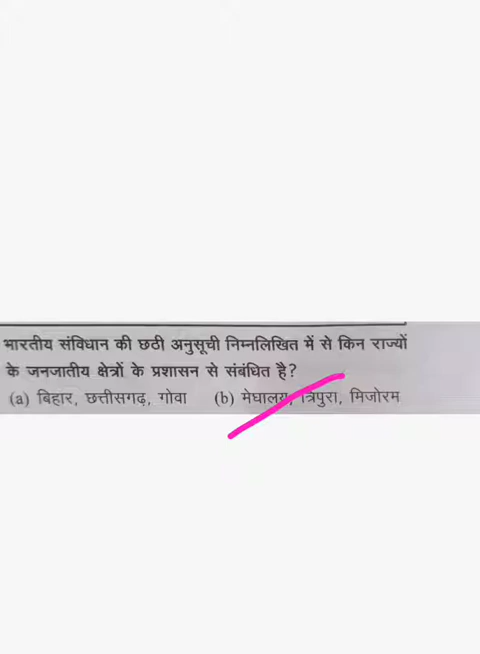 भारतीय संविधान की छठी अनुसूची निम्नलिखित में से किन राज्यों
के जनजातीय क्षेत्रों के प्रशासन से संबंधित है?
(a) बिहार, छत्तीसगढ़, गोवा (b) मेघालय, त्रिपुरा, मिजोरम